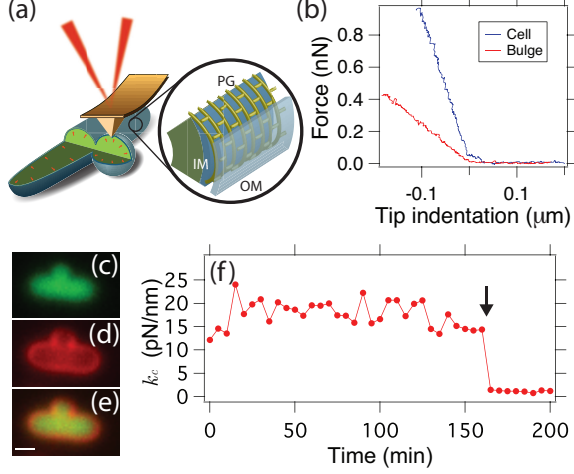 (a)
PG
IM
OM
(b)
Force (nN)
0.8
0.6
0.4
0.2
0.0
Cell
Bulge
-0.1
0.1
Tip indentation (μm)
(c)
(d)
(e)
(f)
k_c (pN/nm)
25
20
15
10
5
0
0
50
100
150
200
Time (min)